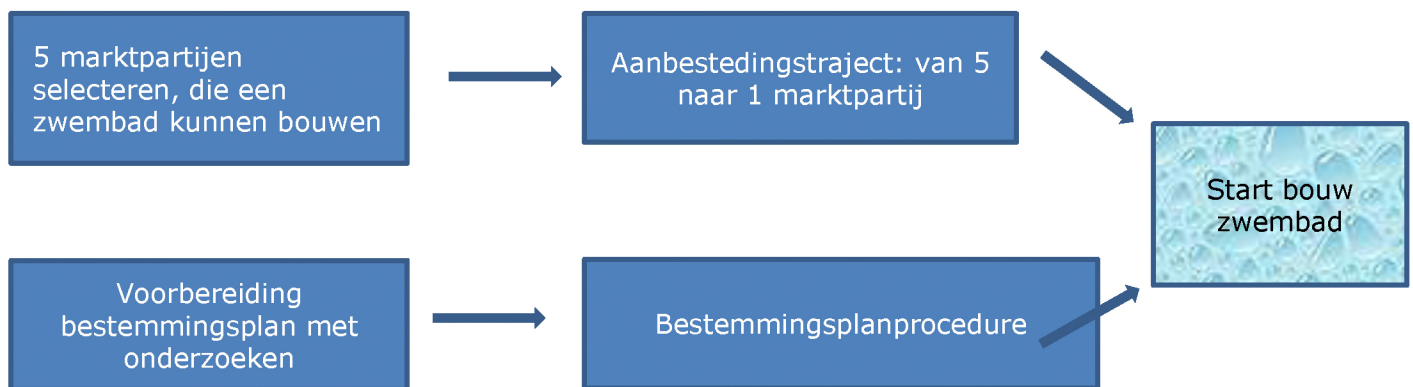 5 marktpartijen
selecteren, die een
zwembad kunnen bouwen
Aanbestedingstraject: van 5
naar 1 marktpartij
Start bouw
zwembad
Voorbereiding
bestemmingsplan met
onderzoeken
Bestemmingsplanprocedure